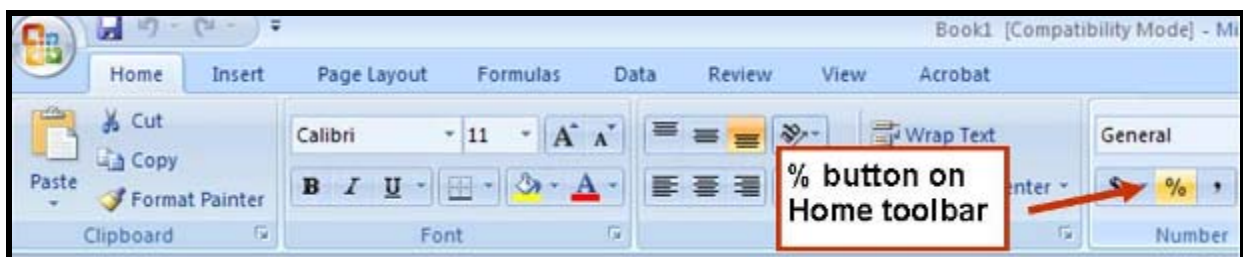 Book1 [Compatibility Mode] - Mi
Home Insert Page Layout Formulas Data Review View Acrobat
Paste
Cut
Copy
Format Painter
Clipboard
Calibri 11 A A
B I U A
Font
Wrap Text
enter
% button on
Home toolbar
General
$ % ,
Number